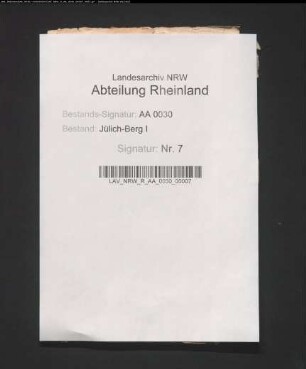 Landesarchiv NRW
Abteilung Rheinland
Bestands-Signatur: AA 0030
Bestand: Jülich-Berg I
Signatur: Nr. 7
LAV_NRW_R_AA_0030_00007